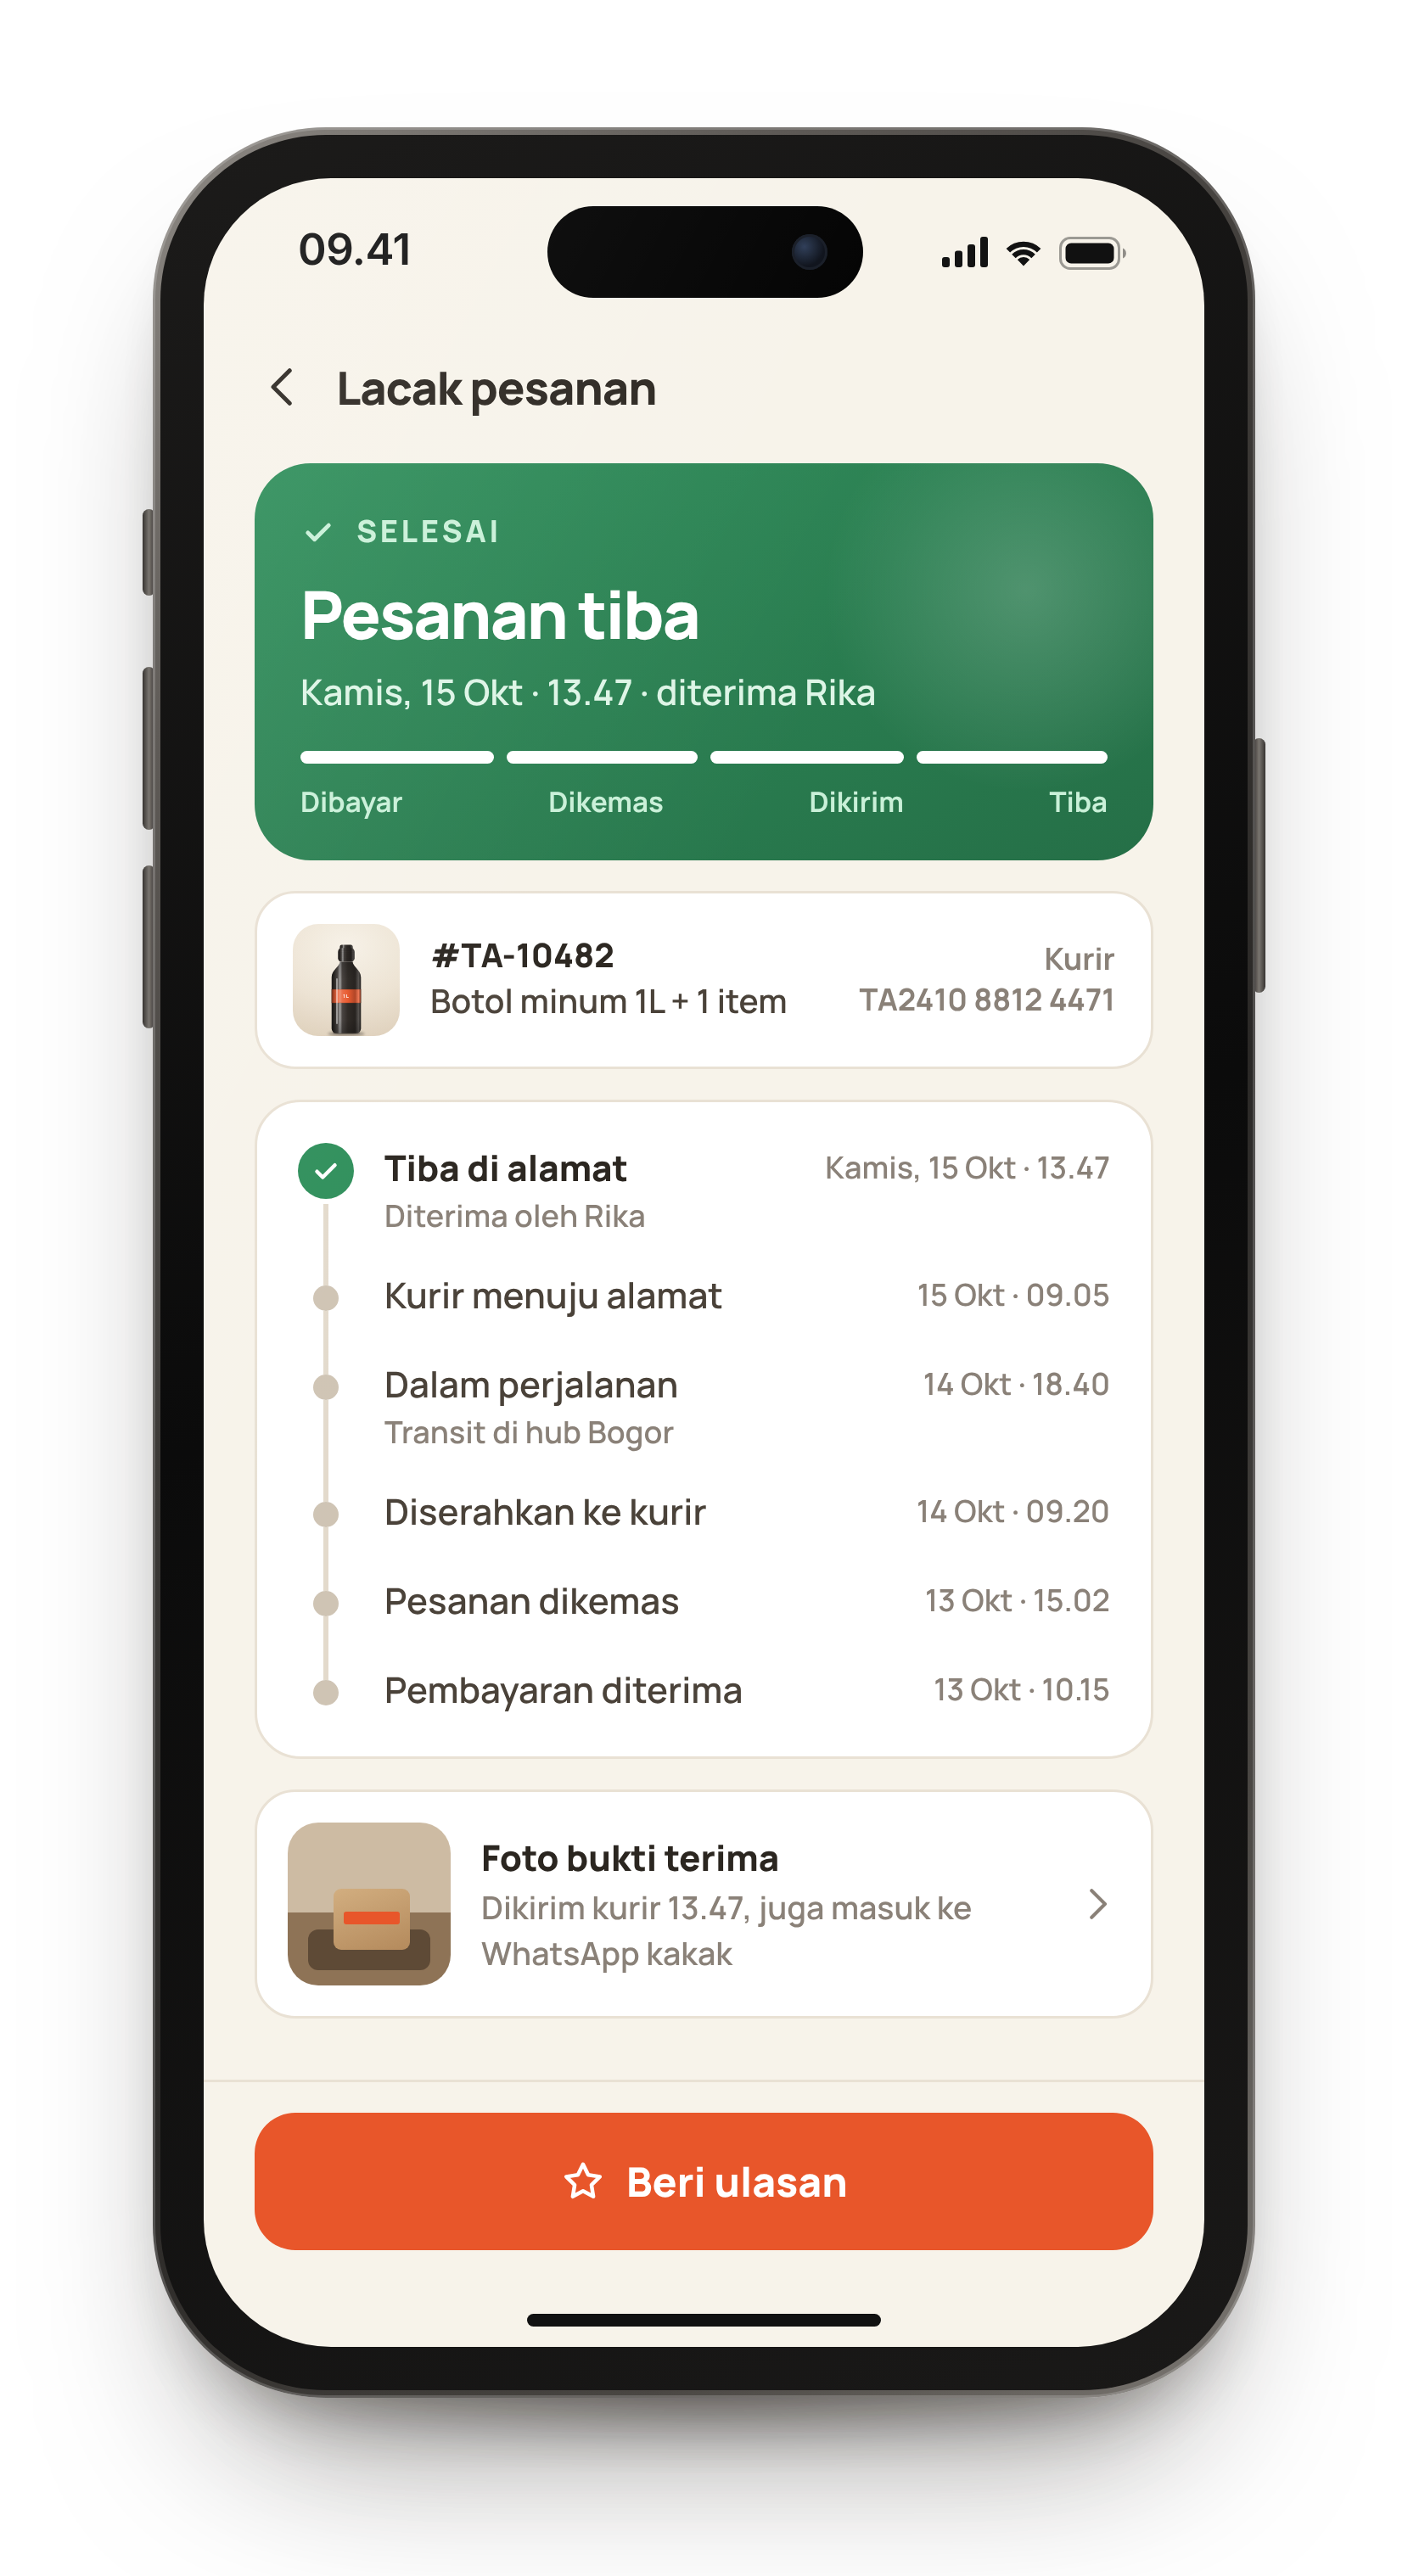 09.41
Lacak pesanan
SELESAI
Pesanan tiba
Kamis, 15 Okt · 13.47 · diterima Rika
Dibayar Dikemas Dikirim Tiba
1L
#TA-10482
Botol minum 1L + 1 item
Kurir
TA2410 8812 4471
Tiba di alamat Kamis, 15 Okt · 13.47
Diterima oleh Rika
Kurir menuju alamat 15 Okt · 09.05
Dalam perjalanan 14 Okt · 18.40
Transit di hub Bogor
Diserahkan ke kurir 14 Okt · 09.20
Pesanan dikemas 13 Okt · 15.02
Pembayaran diterima 13 Okt · 10.15
Foto bukti terima
Dikirim kurir 13.47, juga masuk ke
WhatsApp kakak
Beri ulasan